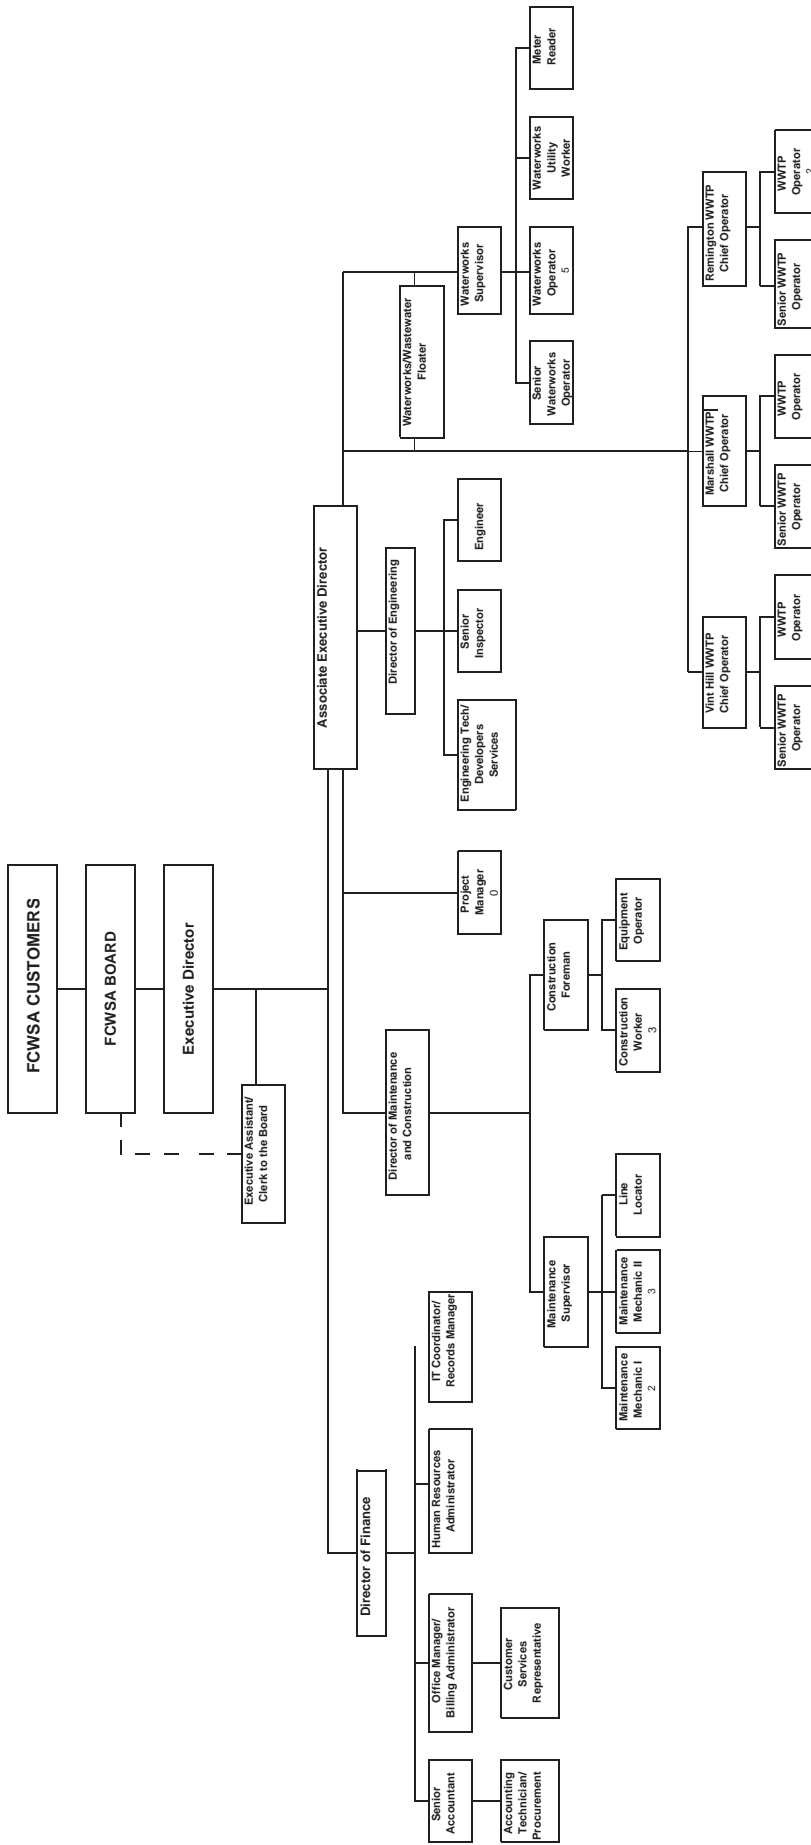 FCWSA CUSTOMERS
FCWSA BOARD
Executive Director
Executive Assistant/
Clerk to the Board
Associate Executive Director
Director of Finance
Director of Maintenance
and Construction
Director of Engineering
Waterworks/Wastewater
Floater
Senior
Accountant
Office Manager/
Billing Administrator
Human Resources
Administrator
IT Coordinator/
Records Manager
Project
Manager
0
Engineering Tech/
Developers
Services
Senior
Inspector
Engineer
Waterworks
Supervisor
Accounting
Technician/
Procurement
Customer
Services
Representative
Senior
Waterworks
Operator
Waterworks
Operator
5
Waterworks
Utility
Worker
Meter
Reader
Maintenance
Supervisor
Construction
Foreman
Maintenance
Mechanic I
2
Maintenance
Mechanic II
3
Line
Locator
Construction
Worker
3
Equipment
Operator
Vint Hill WWTP
Chief Operator
Marshall WWTP
Chief Operator
Remington WWTP
Chief Operator
Senior WWTP
Operator
WWTP
Operator
Senior WWTP
Operator
WWTP
Operator
Senior WWTP
Operator
WWTP
Operator
2